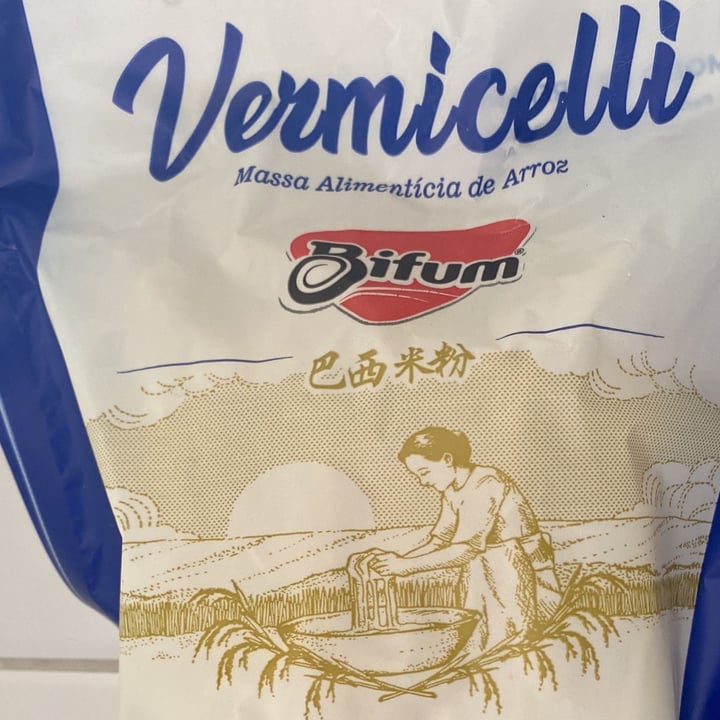 Vermicelli
Massa Alimentícia de Arroz
Bifum®
巴西米粉